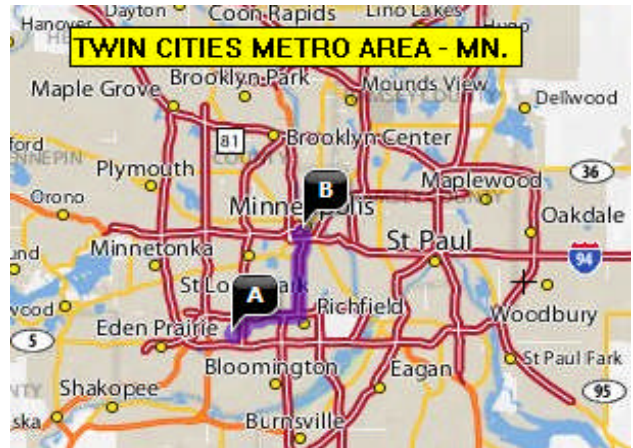 Dayton
Coon Rapids
Lino Lakes
Hanover
TWIN CITIES METRO AREA - MN.
Brooklyn Park
Mounds View
Maple Grove
Dellwood
81
Brooklyn Center
COUNTY
36
Plymouth
Maplewood
Orono
B
Oakdale
Minnetonka
St Paul
94
A
Richfield
Woodbury
Eden Prairie
5
St Paul Park
Bloomington
Eagan
Shakopee
95
Burnsville